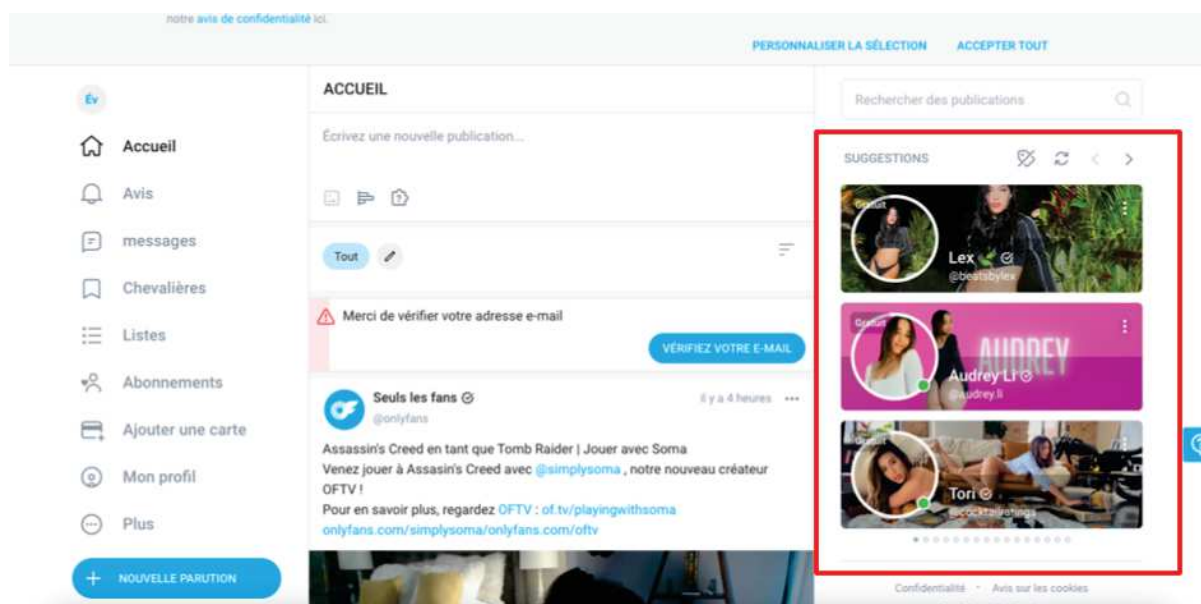 notre avis de confidentialité ici.
PERSONNALISER LA SÉLECTION
ACCEPTER TOUT
Év
Accueil
Avis
messages
Chevalières
Listes
Abonnements
Ajouter une carte
Mon profil
Plus
NOUVELLE PARUTION
ACCUEIL
Écrivez une nouvelle publication...
Tout
Merci de vérifier votre adresse e-mail
VÉRIFIEZ VOTRE E-MAIL
Seuls les fans
il y a 4 heures
@onlyfans
Assassin's Creed en tant que Tomb Raider | Jouer avec Soma
Venez jouer à Assasin's Creed avec @simplysoma , notre nouveau créateur
OFTV !
Pour en savoir plus, regardez OFTV : of.tv/playingwithsoma
onlyfans.com/simplysoma/onlyfans.com/oftv
Rechercher des publications
SUGGESTIONS
Gratuit
Lex
@beatsbylex
Gratuit
AUDREY
Audrey Li
@audrey.li
Gratuit
Tori
@cocktailratings
Confidentialité - Avis sur les cookies